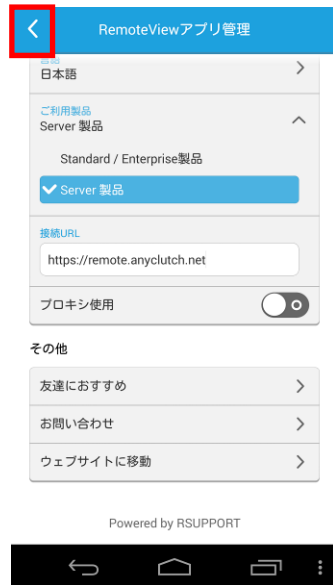 RemoteViewアプリ管理
言語
日本語
ご利用製品
Server 製品
Standard / Enterprise製品
Server 製品
接続URL
https://remote.anyclutch.net
プロキシ使用
その他
友達におすすめ
お問い合わせ
ウェブサイトに移動
Powered by RSUPPORT